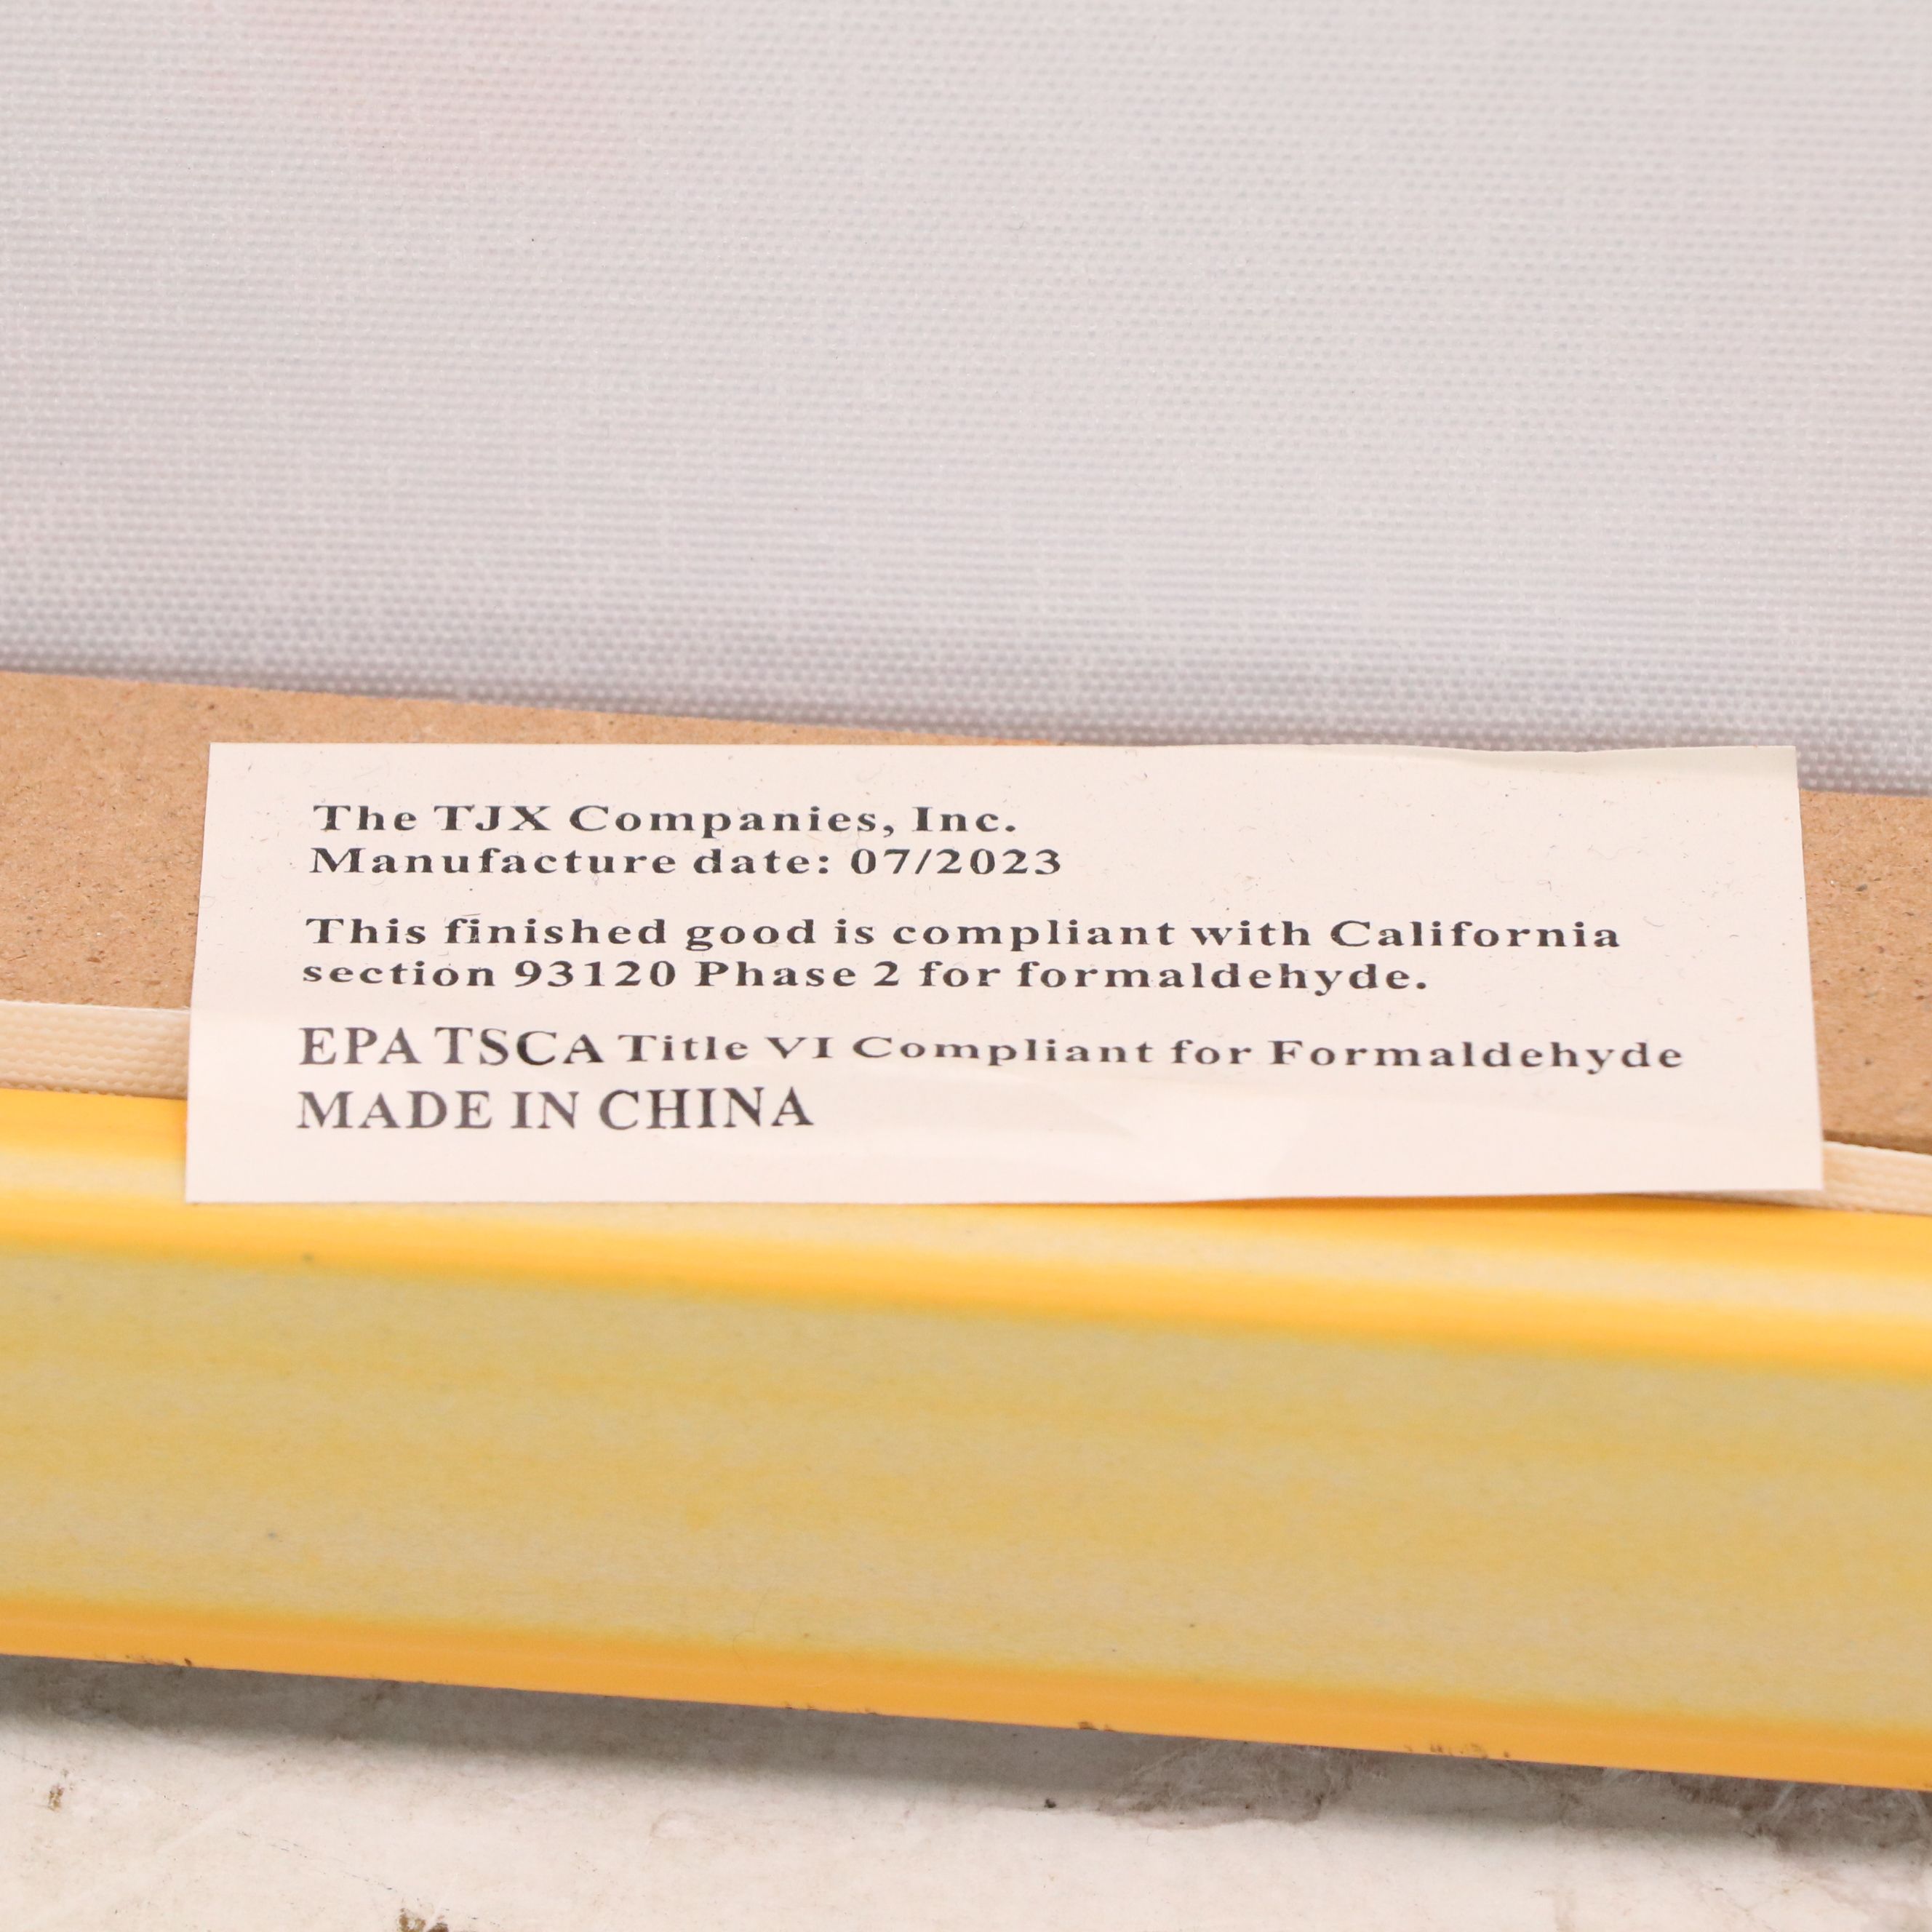 The TJX Companies, Inc.
Manufacture date: 07/2023
This finished good is compliant with California
section 93120 Phase 2 for formaldehyde.
EPA TSCA Title VI Compliant for Formaldehyde
MADE IN CHINA